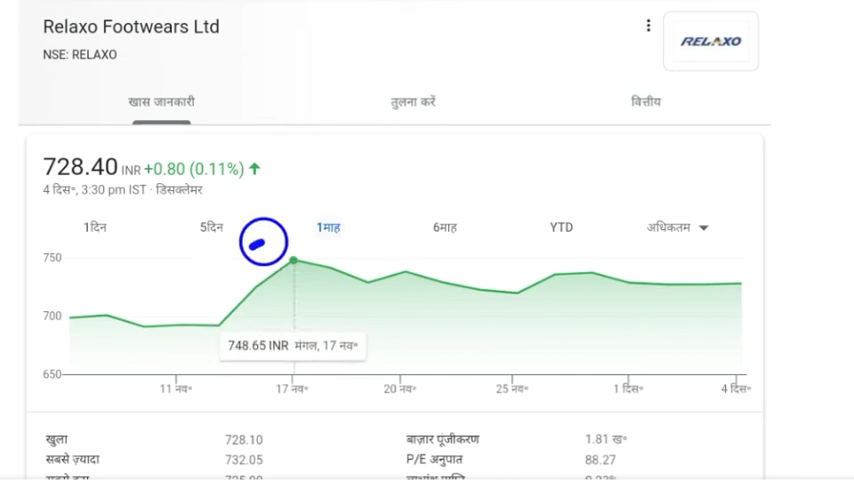 Relaxo Footwears Ltd
NSE: RELAXO
RELAXO
खास जानकारी तुलना करें वित्तीय
728.40 INR +0.80 (0.11%)
4 दिस॰, 3:30 pm IST · डिसक्लेमर
1दिन 5दिन 1माह 6माह YTD अधिकतम
750
700
748.65 INR मंगल, 17 नव॰
650
11 नव॰ 17 नव॰ 20 नव॰ 25 नव॰ 1 दिस॰ 4 दिस॰
खुला 728.10 बाज़ार पूंजीकरण 1.81 ख॰
सबसे ज़्यादा 732.05 P/E अनुपात 88.27